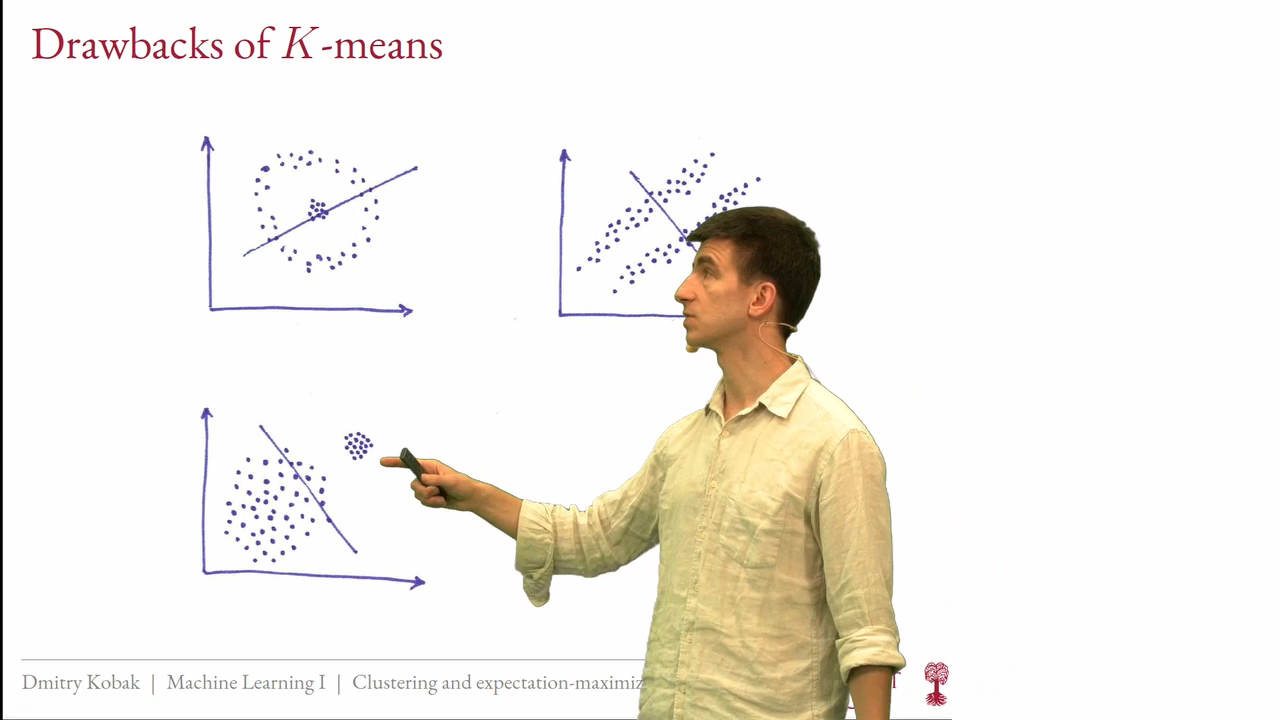 Drawbacks of K-means
Dmitry Kobak | Machine Learning I | Clustering and expectation-maximiz